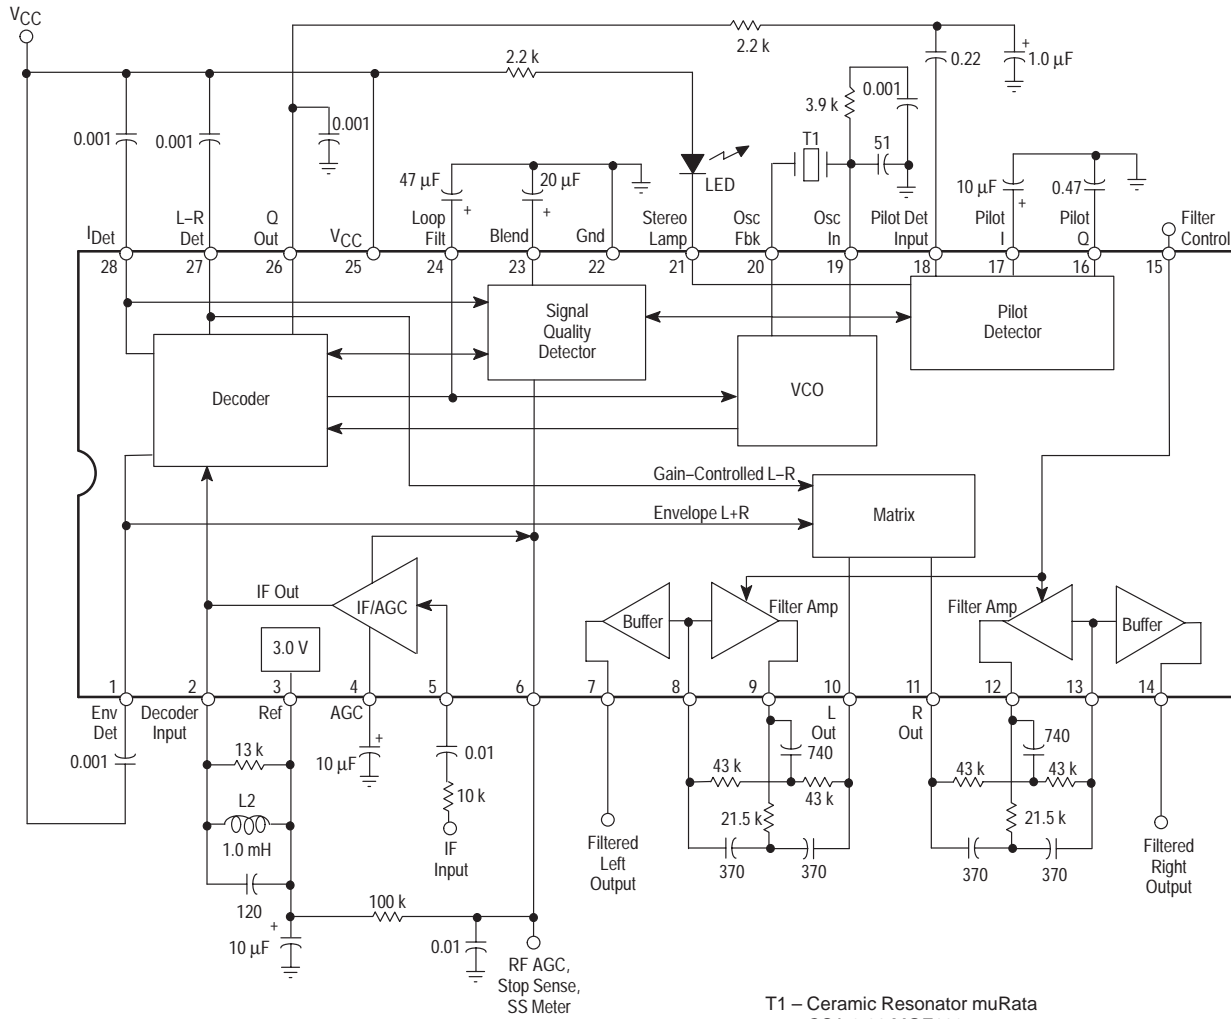 VCC
2.2 k
2.2 k
0.22
+
1.0 µF
0.001
0.001
0.001
47 µF
+
20 µF
+
LED
T1
3.9 k
0.001
51
10 µF
+
0.47
IDet
L–R
Det
Q
Out
VCC
Loop
Filt
Blend
Gnd
Stereo
Lamp
Osc
Fbk
Osc
In
Pilot Det
Input
Pilot
I
Pilot
Q
Filter
Control
28
27
26
25
24
23
22
21
20
19
18
17
16
15
Decoder
Signal
Quality
Detector
VCO
Pilot
Detector
Gain–Controlled L–R
Envelope L+R
Matrix
IF Out
IF/AGC
3.0 V
Buffer
Filter Amp
Filter Amp
Buffer
1
2
3
4
5
6
7
8
9
10
11
12
13
14
Env
Det
Decoder
Input
Ref
AGC
L
Out
R
Out
0.001
13 k
L2
1.0 mH
120
+
10 µF
+
10 µF
0.01
10 k
IF
Input
100 k
0.01
RF AGC,
Stop Sense,
SS Meter
Filtered
Left
Output
43 k
740
43 k
21.5 k
370
370
43 k
740
43 k
21.5 k
370
370
Filtered
Right
Output
T1 – Ceramic Resonator muRata